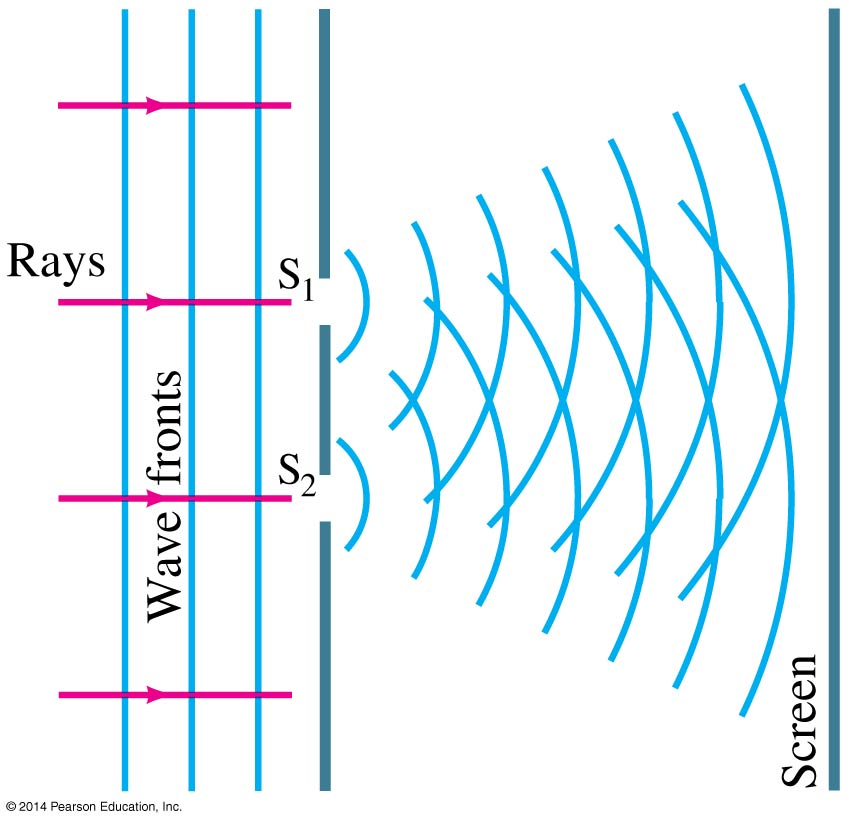 Rays
S1
Wave fronts
S2
Screen
© 2014 Pearson Education, Inc.